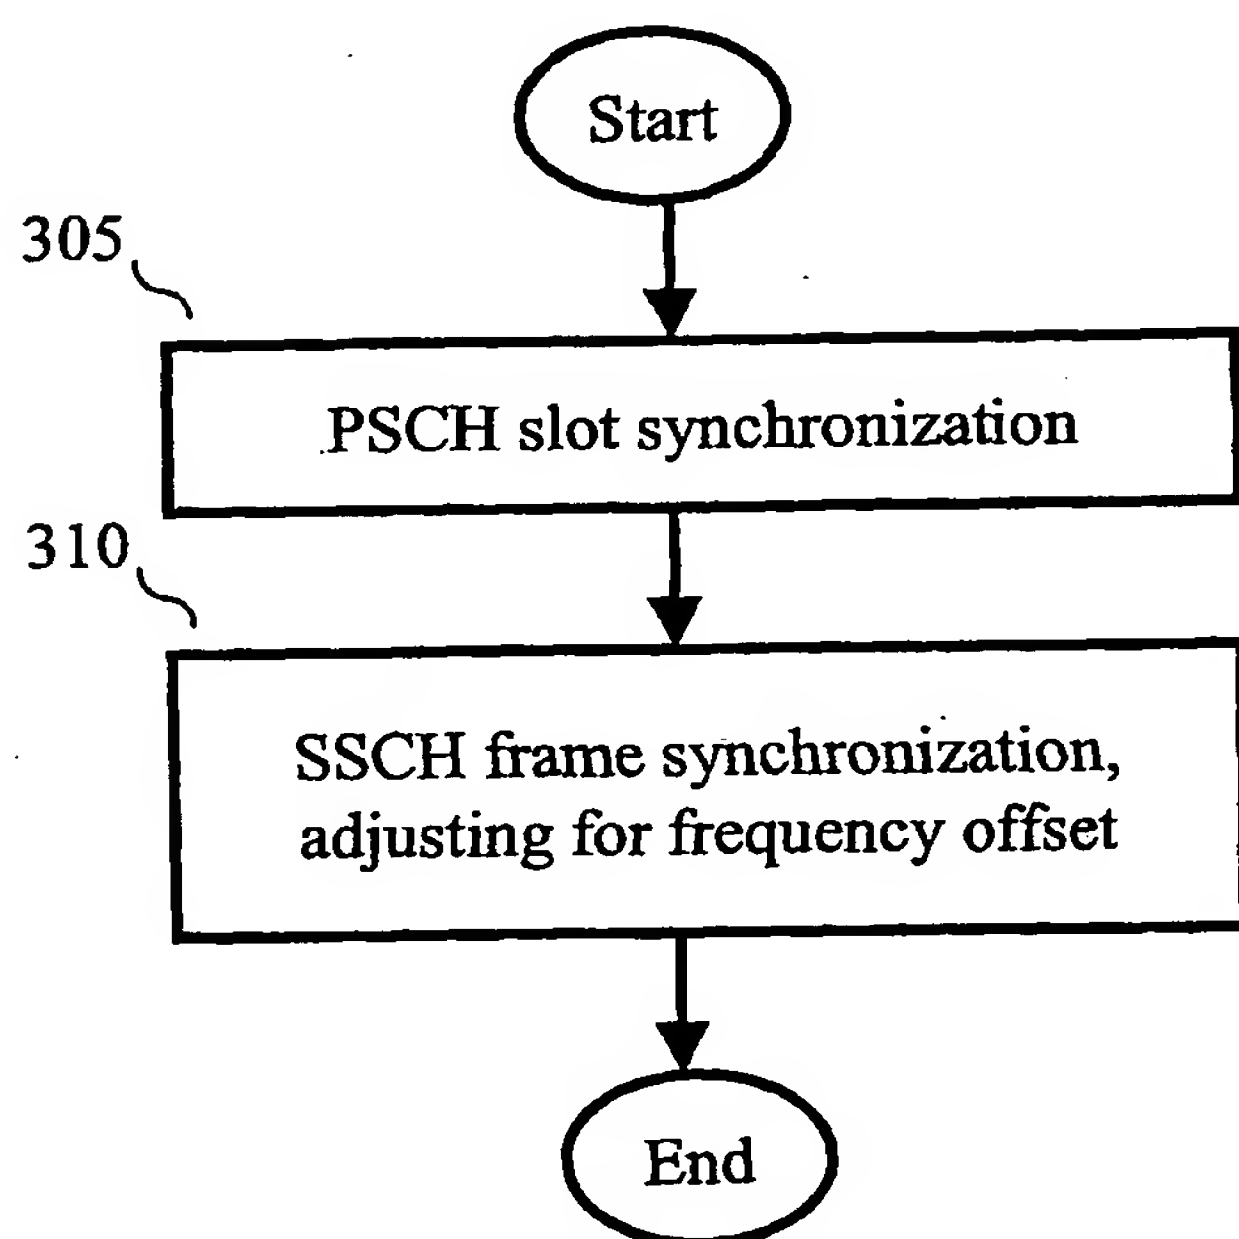 Start
305
PSCH slot synchronization
310
SSCH frame synchronization,
adjusting for frequency offset
End